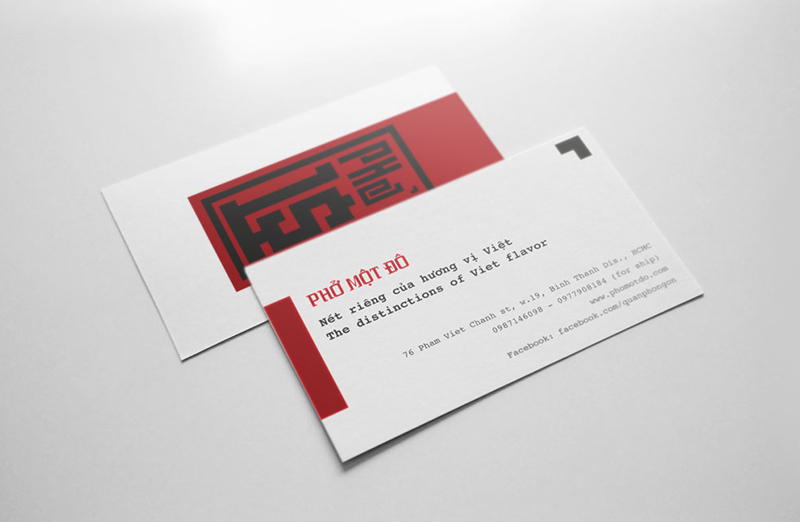 PHỞ MỘT ĐÔ
Nét riêng của hương vị Việt
The distinctions of Viet flavor
76 Pham Viet Chanh st, w.19, Binh Thanh Dis., HCMC
0987146098 - 0977908184 (for ship)
www.phomotdo.com
Facebook: facebook.com/quanphongon